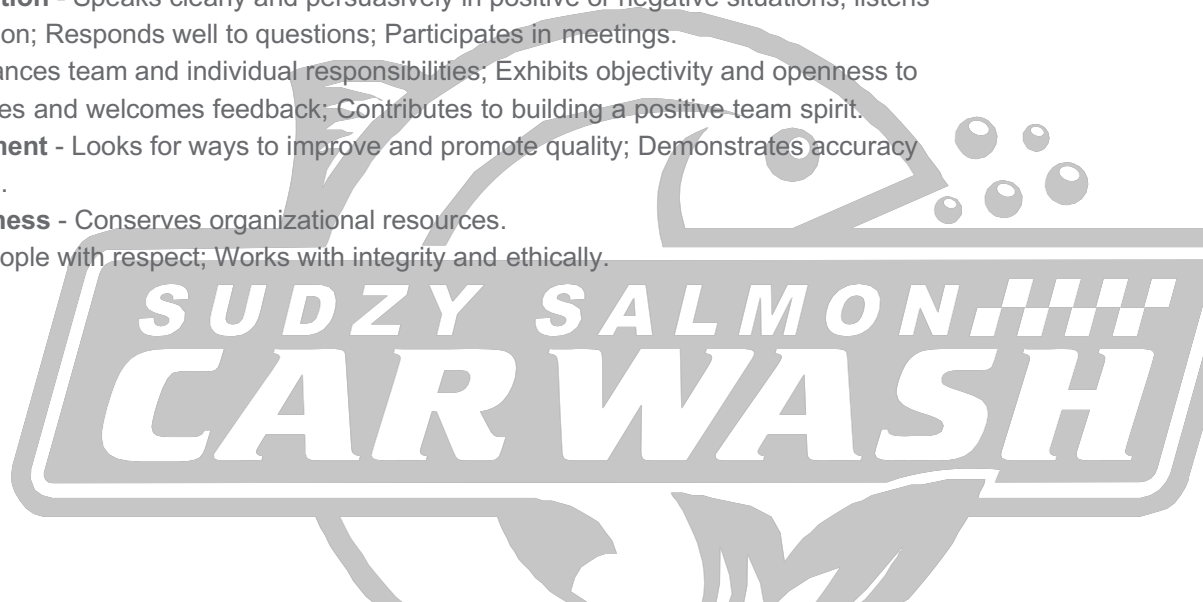 tion - Speaks clearly and persuasively in positive or negative situations; listens
on; Responds well to questions; Participates in meetings.
ances team and individual responsibilities; Exhibits objectivity and openness to
es and welcomes feedback; Contributes to building a positive team spirit.
ment - Looks for ways to improve and promote quality; Demonstrates accuracy
.
ness - Conserves organizational resources.
ople with respect; Works with integrity and ethically.
SUDZY SALMON
CAR WASH